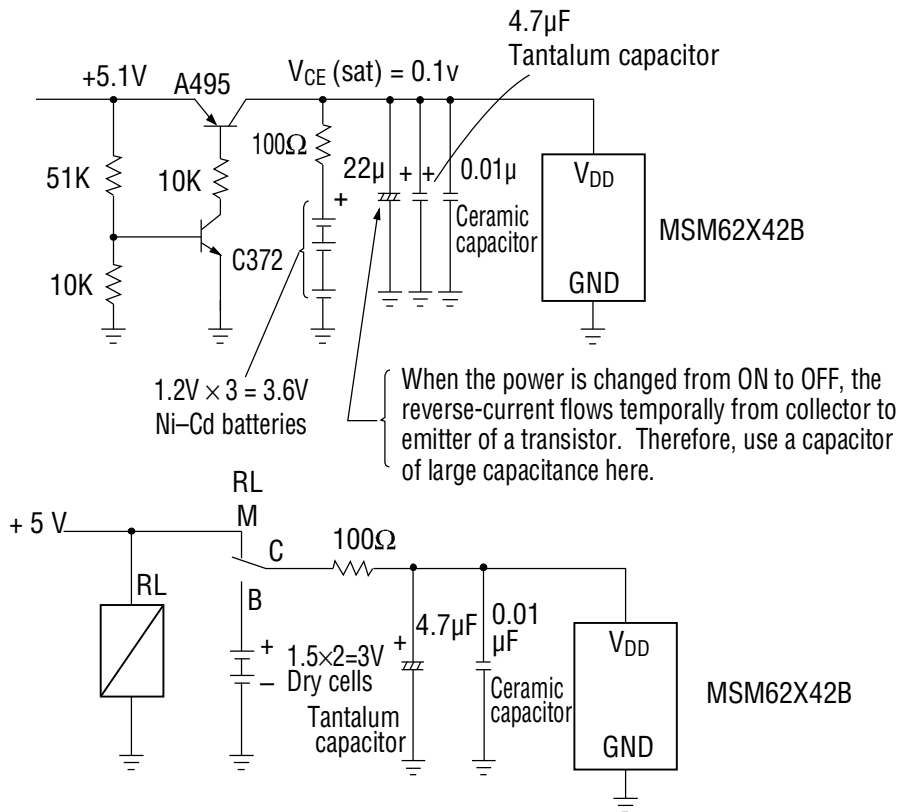 4.7µF
Tantalum capacitor
+5.1V
A495
VCE (sat) = 0.1v
100Ω
51K
10K
22µ
+
+
0.01µ
VDD
+
Ceramic
capacitor
MSM62X42B
C372
10K
GND
1.2V × 3 = 3.6V
Ni–Cd batteries
When the power is changed from ON to OFF, the
reverse-current flows temporally from collector to
emitter of a transistor. Therefore, use a capacitor
of large capacitance here.
RL
M
+ 5 V
C
100Ω
RL
B
+
1.5×2=3V
–
Dry cells
+
4.7µF
0.01
µF
VDD
Tantalum
capacitor
Ceramic
capacitor
MSM62X42B
GND